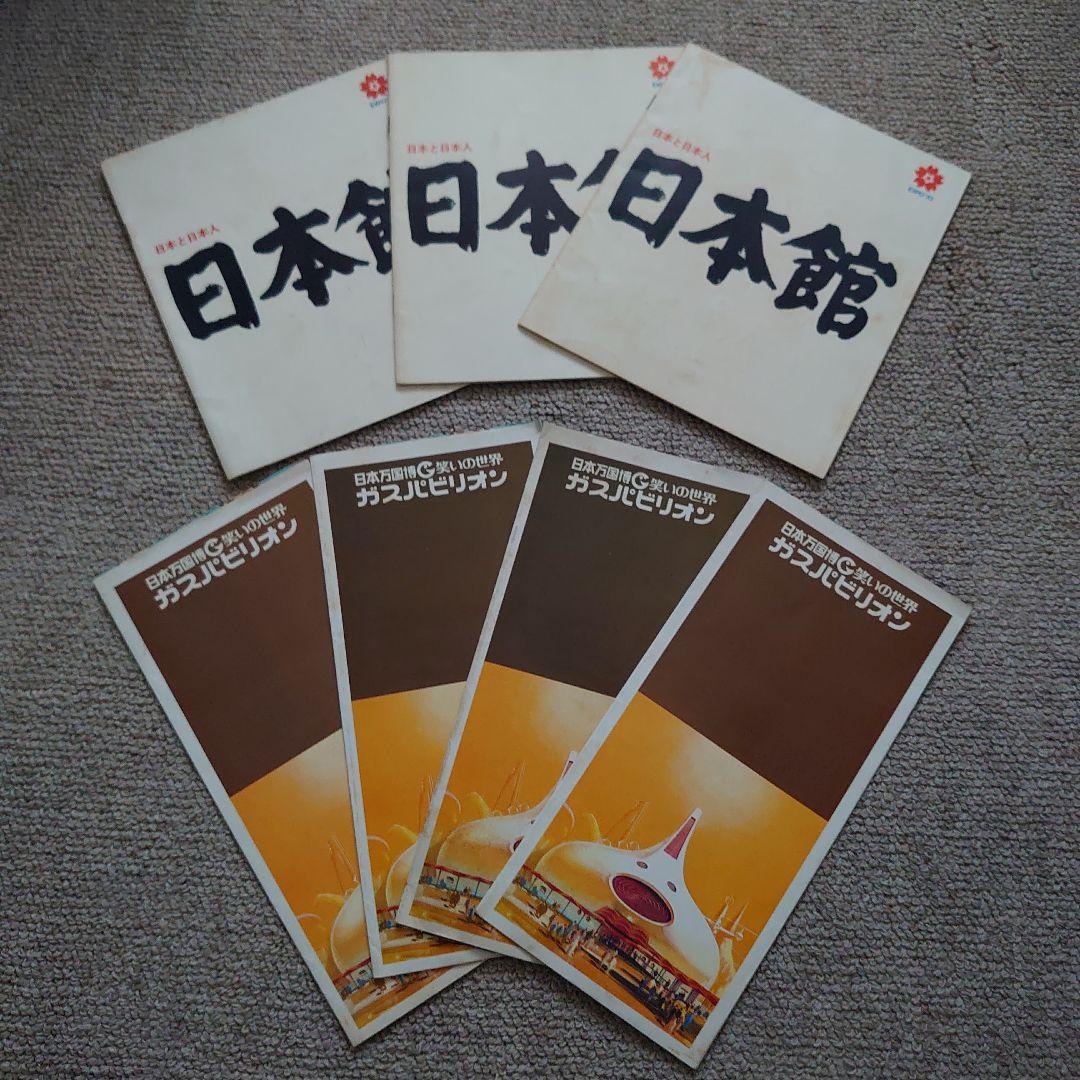 日本と日本人
日本館
EXPO'70
日本と日本人
日本
日本と日本人
日本館
EXPO'70
日本万国博 笑いの世界
ガスパビリオン
日本万国博 笑いの世界
ガスパビリオン
日本万国博 笑いの世界
ガスパビリオン
日本万国博 笑いの世界
ガスパビリオン